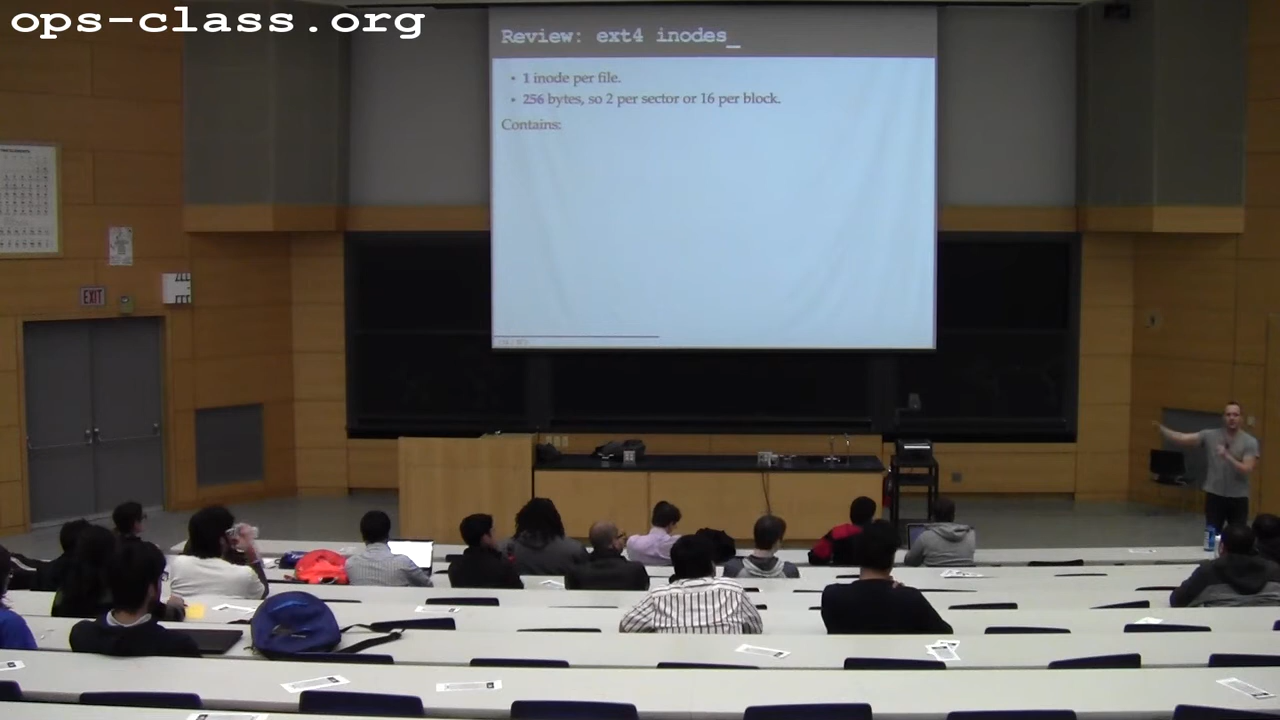 ops-class.org
Review: ext4 inodes_
• 1 inode per file.
• 256 bytes, so 2 per sector or 16 per block.
Contains:
EXIT